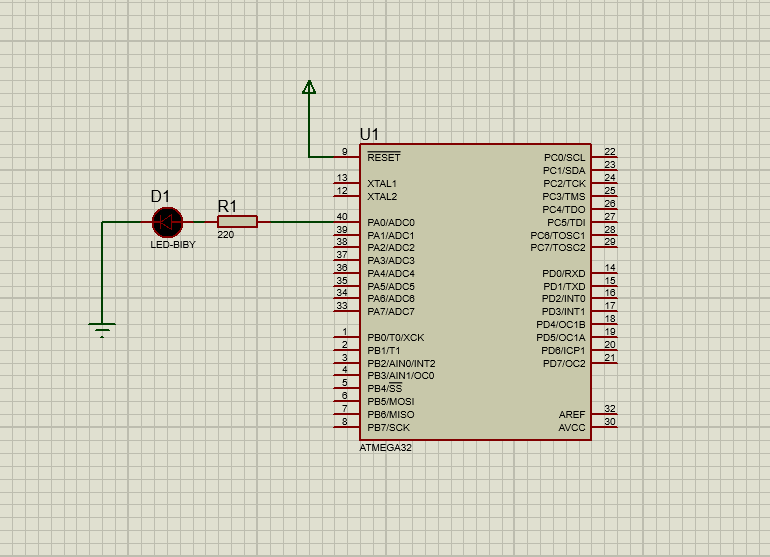 U1
9 RESET
13 XTAL1
12 XTAL2
D1
LED-BIBY
R1
220
40 PA0/ADC0
39 PA1/ADC1
38 PA2/ADC2
37 PA3/ADC3
36 PA4/ADC4
35 PA5/ADC5
34 PA6/ADC6
33 PA7/ADC7
1 PB0/T0/XCK
2 PB1/T1
3 PB2/AIN0/INT2
4 PB3/AIN1/OC0
5 PB4/SS
6 PB5/MOSI
7 PB6/MISO
8 PB7/SCK
PC0/SCL 22
PC1/SDA 23
PC2/TCK 24
PC3/TMS 25
PC4/TDO 26
PC5/TDI 27
PC6/TOSC1 28
PC7/TOSC2 29
PD0/RXD 14
PD1/TXD 15
PD2/INT0 16
PD3/INT1 17
PD4/OC1B 18
PD5/OC1A 19
PD6/ICP1 20
PD7/OC2 21
AREF 32
AVCC 30
ATMEGA32